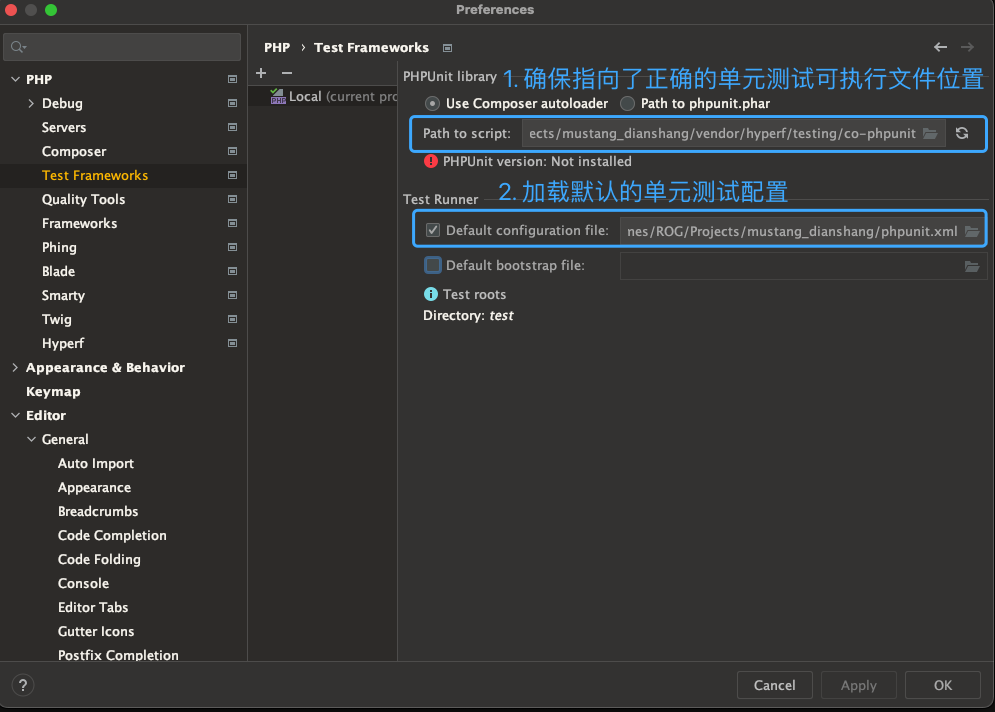 Preferences
PHP › Test Frameworks
PHP
Debug
Servers
Composer
Test Frameworks
Quality Tools
Frameworks
Phing
Blade
Smarty
Twig
Hyperf
Appearance & Behavior
Keymap
Editor
General
Auto Import
Appearance
Breadcrumbs
Code Completion
Code Folding
Console
Editor Tabs
Gutter Icons
Postfix Completion
Local (current pro
PHPUnit library 1. 确保指向了正确的单元测试可执行文件位置
Use Composer autoloader Path to phpunit.phar
Path to script: ects/mustang_dianshang/vendor/hyperf/testing/co-phpunit
PHPUnit version: Not installed
Test Runner 2. 加载默认的单元测试配置
Default configuration file: nes/ROG/Projects/mustang_dianshang/phpunit.xml
Default bootstrap file:
Test roots
Directory: test
? Cancel Apply OK